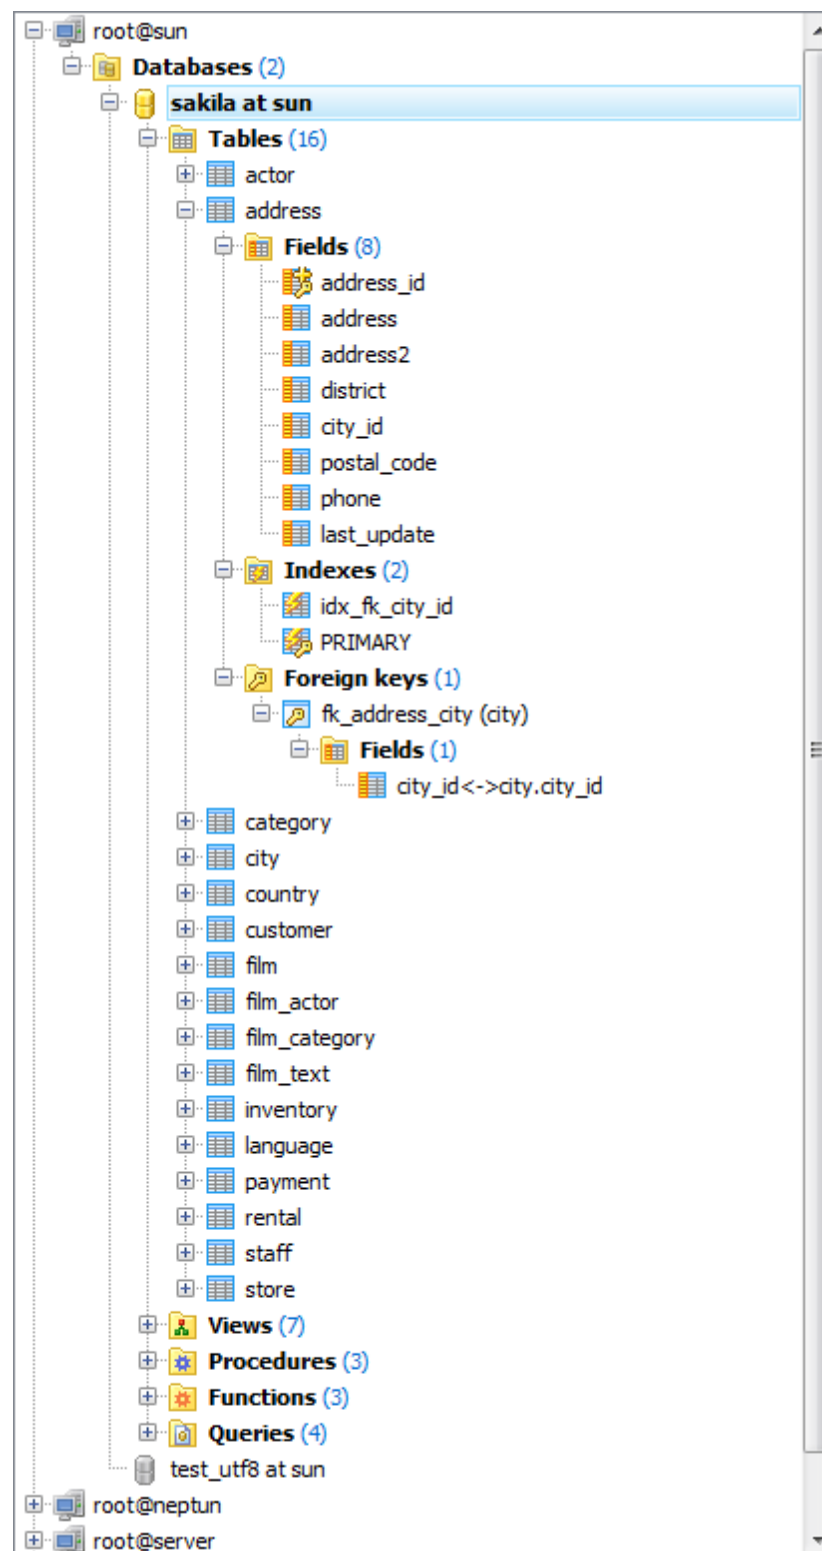 root@sun
Databases (2)
sakila at sun
Tables (16)
actor
address
Fields (8)
address_id
address
address2
district
city_id
postal_code
phone
last_update
Indexes (2)
idx_fk_city_id
PRIMARY
Foreign keys (1)
fk_address_city (city)
Fields (1)
city_id<->city.city_id
category
city
country
customer
film
film_actor
film_category
film_text
inventory
language
payment
rental
staff
store
Views (7)
Procedures (3)
Functions (3)
Queries (4)
test_utf8 at sun
root@neptun
root@server